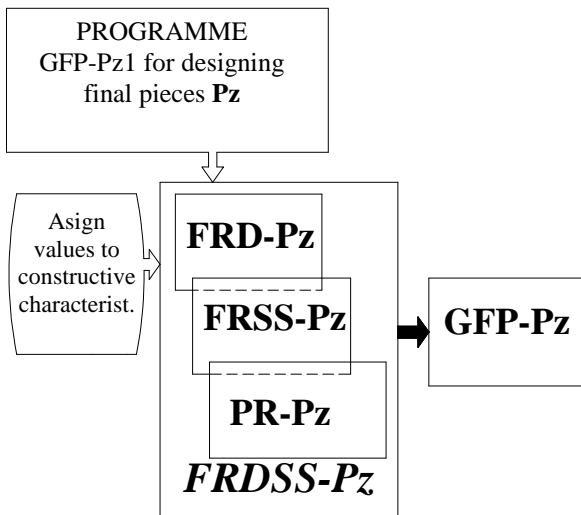 PROGRAMME
GFP-Pz1 for designing
final pieces Pz
Asign
values to
constructive
characterist.
FRD-Pz
FRSS-Pz
PR-Pz
FRDSS-Pz
GFP-Pz